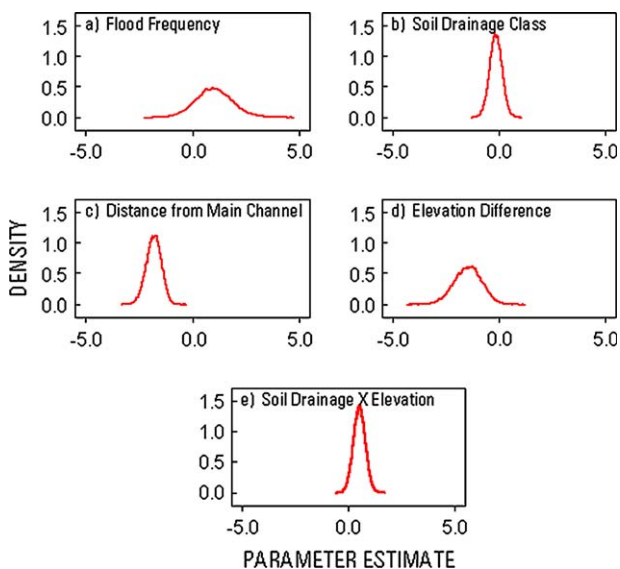 a) Flood Frequency
1.5
1.0
0.5
0.0
-5.0 0.0 5.0
b) Soil Drainage Class
1.5
1.0
0.5
0.0
-5.0 0.0 5.0
c) Distance from Main Channel
1.5
1.0
0.5
0.0
-5.0 0.0 5.0
d) Elevation Difference
1.5
1.0
0.5
0.0
-5.0 0.0 5.0
DENSITY
e) Soil Drainage X Elevation
1.5
1.0
0.5
0.0
-5.0 0.0 5.0
PARAMETER ESTIMATE